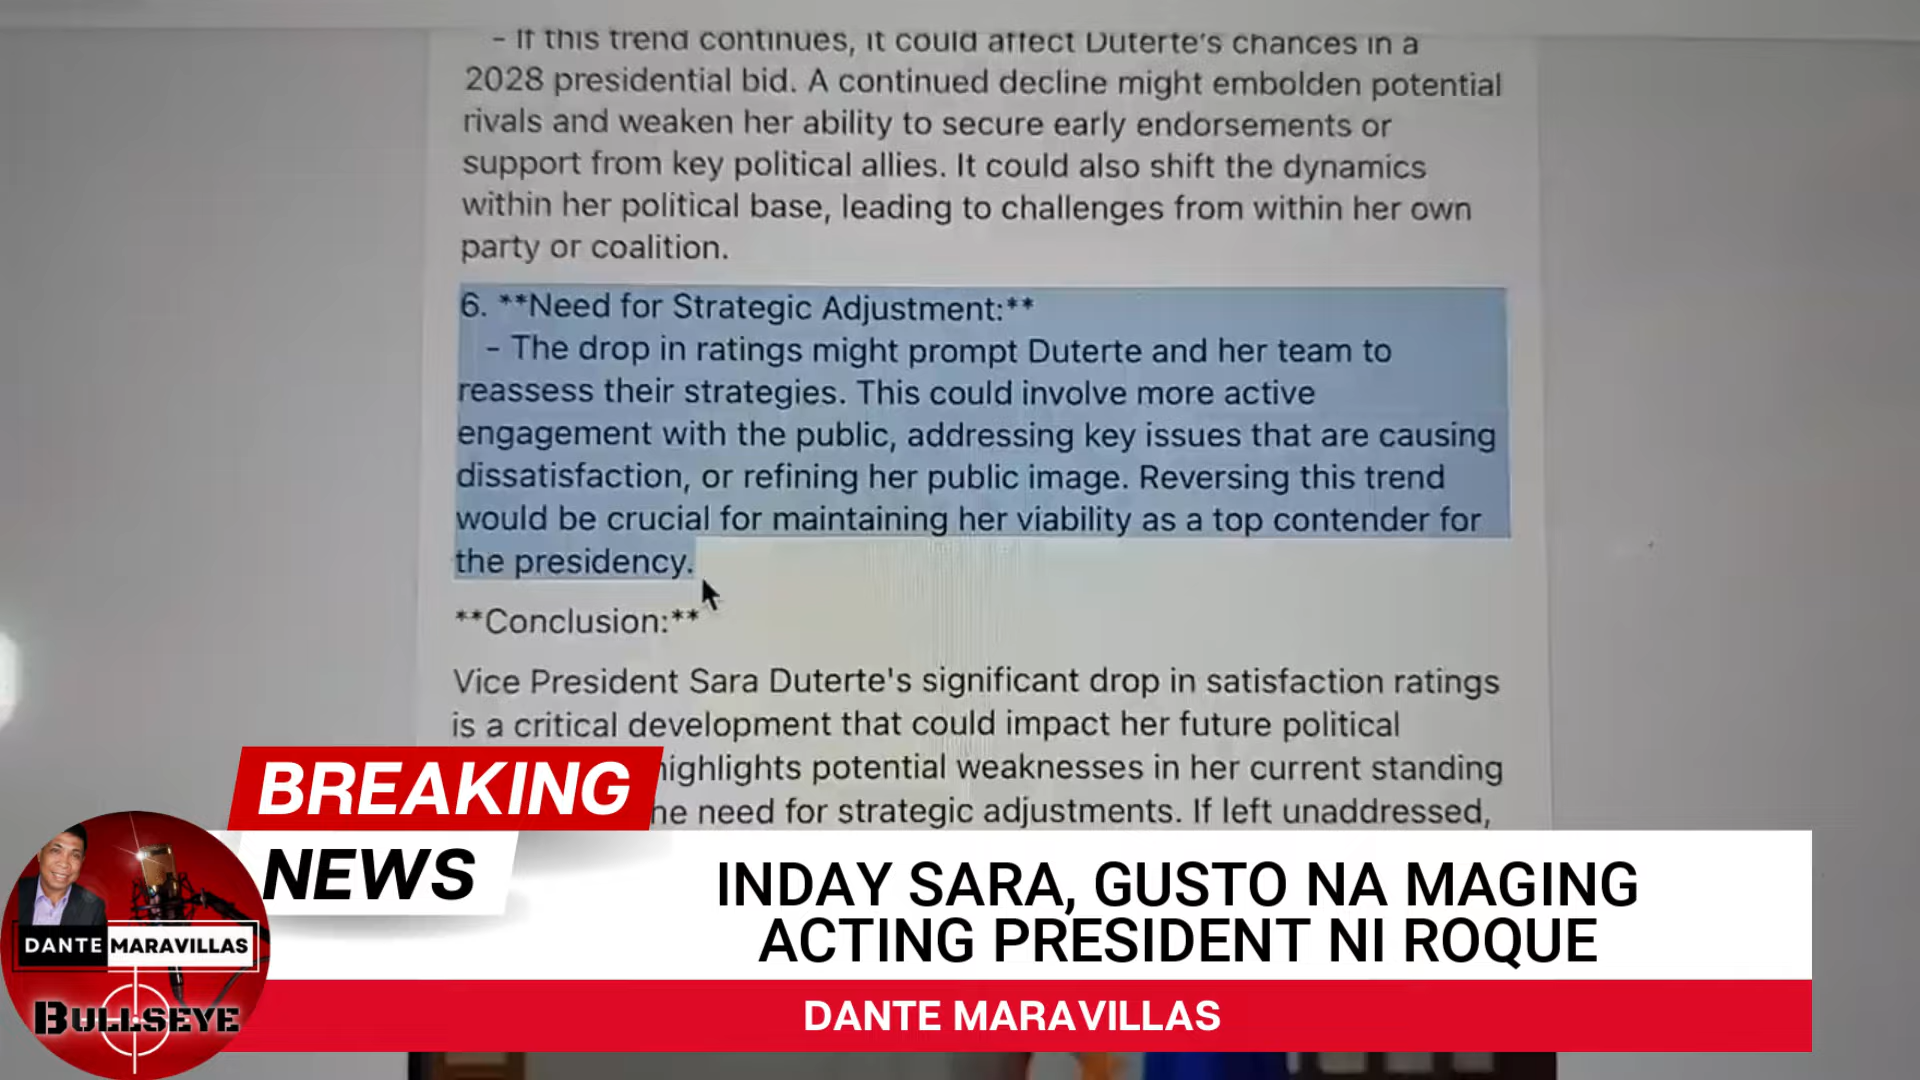 - If this trend continues, it could affect Duterte's chances in a
2028 presidential bid. A continued decline might embolden potential
rivals and weaken her ability to secure early endorsements or
support from key political allies. It could also shift the dynamics
within her political base, leading to challenges from within her own
party or coalition.
6. **Need for Strategic Adjustment:**
- The drop in ratings might prompt Duterte and her team to
reassess their strategies. This could involve more active
engagement with the public, addressing key issues that are causing
dissatisfaction, or refining her public image. Reversing this trend
would be crucial for maintaining her viability as a top contender for
the presidency.
**Conclusion:**
Vice President Sara Duterte's significant drop in satisfaction ratings
is a critical development that could impact her future political
highlights potential weaknesses in her current standing
need for strategic adjustments. If left unaddressed,
BREAKING
NEWS
INDAY SARA, GUSTO NA MAGING
ACTING PRESIDENT NI ROQUE
DANTE MARAVILLAS
DANTE MARAVILLAS
BULLSEYE